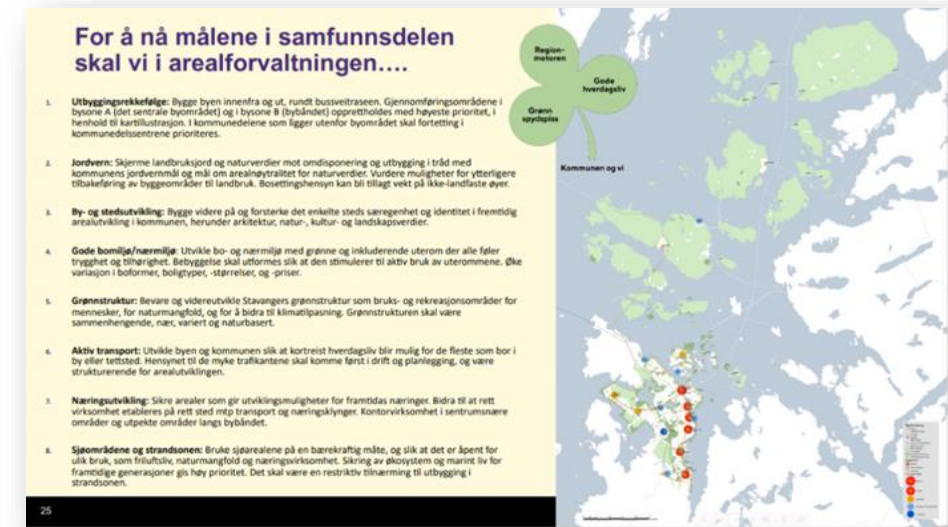 For å nå målene i samfunnsdelen
skal vi i arealforvaltningen….
1. Utbyggingsrekkefølge: Bygge byen innenfra og ut, rundt bussveitraseen. Gjennomføringsområdene i
bysone A (det sentrale byområdet) og i bysone B (bybåndet) opprettholdes med høyeste prioritet, i
henhold til kartillustrasjon. I kommunedelene som ligger utenfor byområdet skal fortetting i
kommunedelssentrene prioriteres.
2. Jordvern: Skjerme landbruksjord og naturverdier mot omdisponering og utbygging i tråd med
kommunens jordvernmål og mål om arealnøytralitet for naturverdier. Vurdere muligheter for ytterligere
tilbakeføring av byggeområder til landbruk. Bosettingshensyn kan bli tillagt vekt på ikke-landfaste øyer.
3. By- og stedsutvikling: Bygge videre på og forsterke det enkelte steds særegenhet og identitet i fremtidig
arealutvikling i kommunen, herunder arkitektur, natur-, kultur- og landskapsverdier.
4. Gode bomiljø/nærmiljø: Utvikle bo- og nærmiljø med grønne og inkluderende uterom der alle føler
trygghet og tilhørighet. Bebyggelse skal utformes slik at den stimulerer til aktiv bruk av uterommene. Øke
variasjon i boformer, boligtyper, -størrelser, og -priser.
5. Grønnstruktur: Bevare og videreutvikle Stavangers grønnstruktur som bruks- og rekreasjonsområder for
mennesker, for naturmangfold, og for å bidra til klimatilpasning. Grønnstrukturen skal være
sammenhengende, nær, variert og naturbasert.
6. Aktiv transport: Utvikle byen og kommunen slik at kortreist hverdagsliv blir mulig for de fleste som bor i
by eller tettsted. Hensynet til de myke trafikantene skal komme først i drift og planlegging, og være
strukturerende for arealutviklingen.
7. Næringsutvikling: Sikre arealer som gir utviklingsmuligheter for framtidas næringer. Bidra til at rett
virksomhet etableres på rett sted mtp transport og næringsklynger. Kontorvirksomhet i sentrumsnære
områder og utpekte områder langs bybåndet.
8. Sjøområdene og strandsonen: Bruke sjøarealene på en bærekraftig måte, og slik at det er åpent for
ulik bruk, som friluftsliv, naturmangfold og næringsvirksomhet. Sikring av økosystem og marint liv for
framtidige generasjoner gis høy prioritet. Det skal være en restriktiv tilnærming til utbygging i
strandsonen.
25
Region-
motoren
Gode
hverdagsliv
Grønn
spydspiss
Kommunen og vi